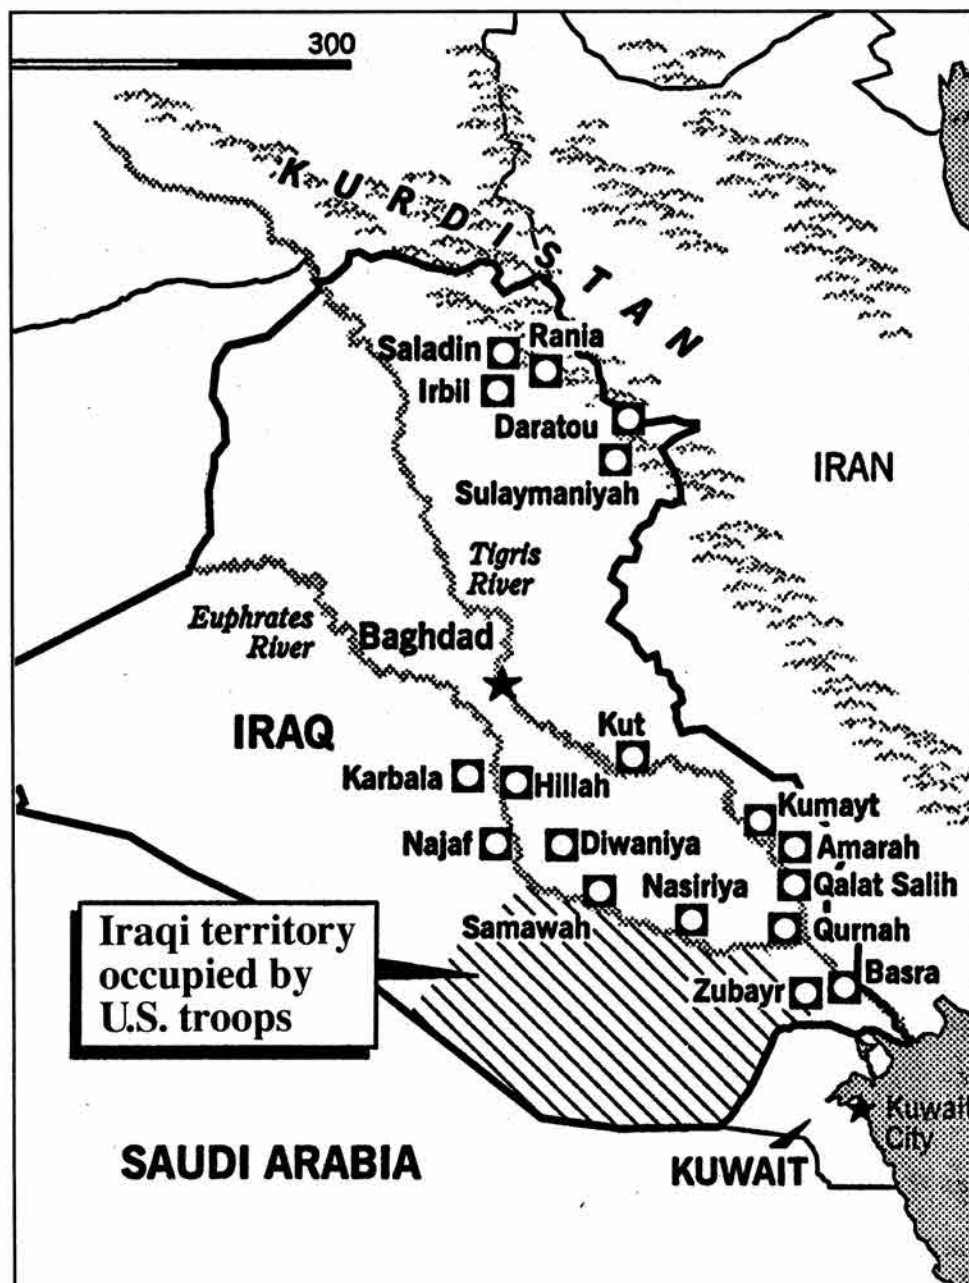 300
KURDISTAN
Rania
Saladin
Irbil
Daratou
Sulaymaniyah
IRAN
Tigris
River
Euphrates
River
Baghdad
IRAQ
Kut
Karbala
Hillah
Kumayt
Najaf
Diwaniya
Amarah
Nasiriya
Qalat Salih
Samawah
Qurnah
Iraqi territory
occupied by
U.S. troops
Basra
Zubayr
Kuwait
City
SAUDI ARABIA
KUWAIT